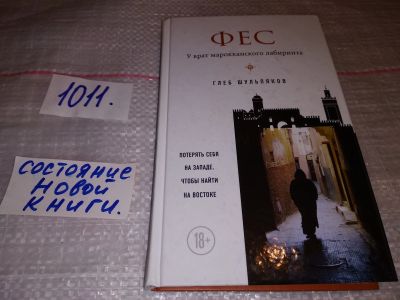 ФЕС
У врат марокканского лабиринта
ГЛЕБ ШУЛЬПЯКОВ
ПОТЕРЯТЬ СЕБЯ
НА ЗАПАДЕ,
ЧТОБЫ НАЙТИ
НА ВОСТОКЕ
18+
1011.
СОСТОЯНИЕ
НОВОЙ
КНИГИ.